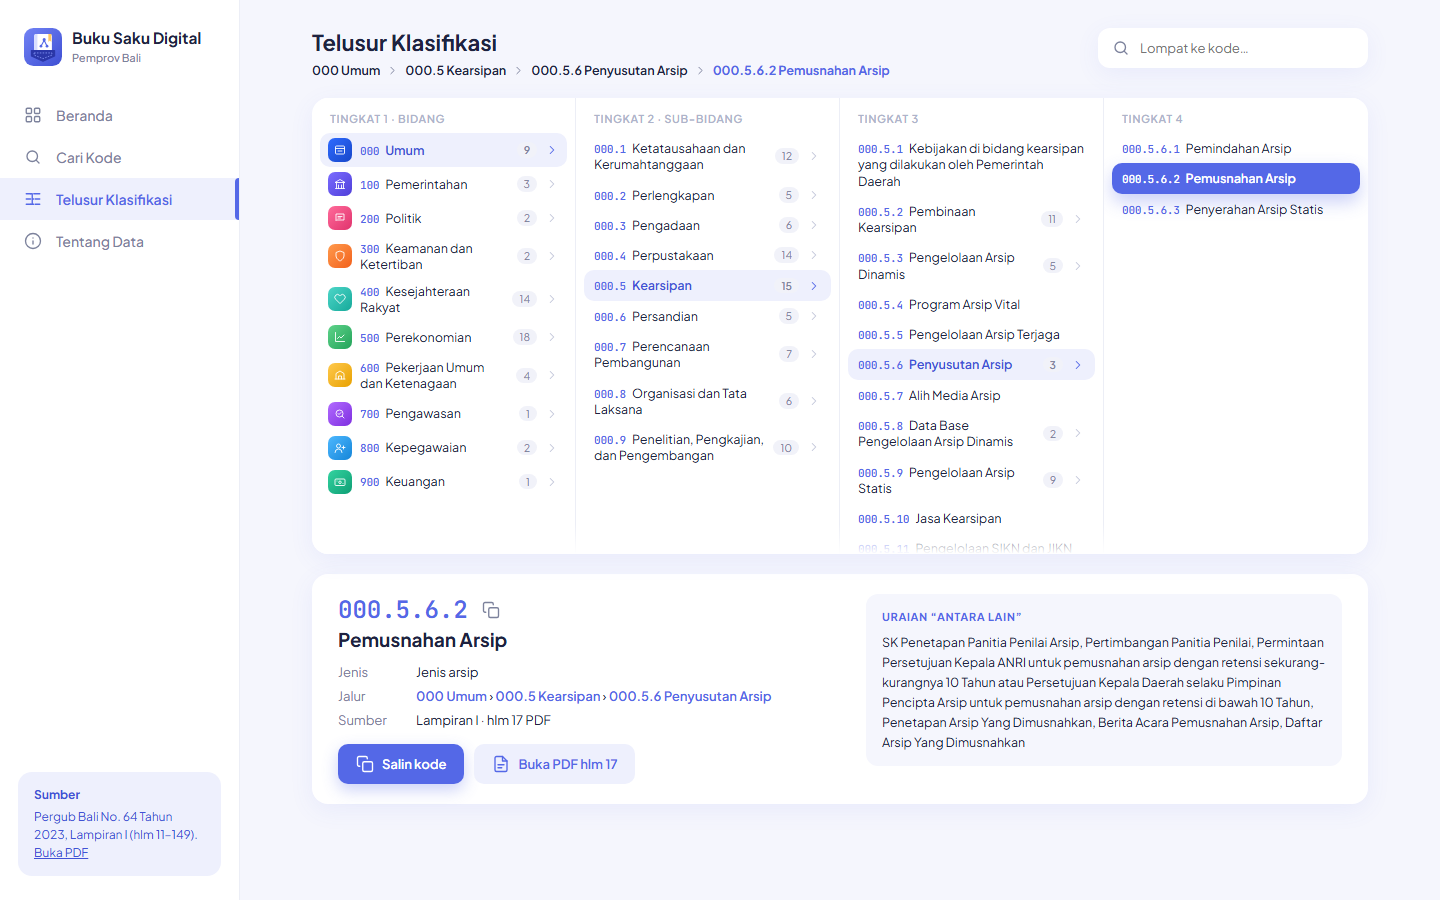 Buku Saku Digital
Pemprov Bali
Beranda
Cari Kode
Telusur Klasifikasi
Tentang Data
Sumber
Pergub Bali No. 64 Tahun
2023, Lampiran I (hlm 11–149).
Buka PDF
Telusur Klasifikasi
000 Umum > 000.5 Kearsipan > 000.5.6 Penyusutan Arsip > 000.5.6.2 Pemusnahan Arsip
Lompat ke kode...
TINGKAT 1 · BIDANG
000 Umum 9
100 Pemerintahan 3
200 Politik 2
300 Keamanan dan
Ketertiban 2
400 Kesejahteraan
Rakyat 14
500 Perekonomian 18
600 Pekerjaan Umum
dan Ketenagaan 4
700 Pengawasan 1
800 Kepegawaian 2
900 Keuangan 1
TINGKAT 2 · SUB-BIDANG
000.1 Ketatausahaan dan
Kerumahtanggaan 12
000.2 Perlengkapan 5
000.3 Pengadaan 6
000.4 Perpustakaan 14
000.5 Kearsipan 15
000.6 Persandian 5
000.7 Perencanaan
Pembangunan 7
000.8 Organisasi dan Tata
Laksana 6
000.9 Penelitian, Pengkajian,
dan Pengembangan 10
TINGKAT 3
000.5.1 Kebijakan di bidang kearsipan
yang dilakukan oleh Pemerintah
Daerah
000.5.2 Pembinaan
Kearsipan 11
000.5.3 Pengelolaan Arsip
Dinamis 5
000.5.4 Program Arsip Vital
000.5.5 Pengelolaan Arsip Terjaga
000.5.6 Penyusutan Arsip 3
000.5.7 Alih Media Arsip
000.5.8 Data Base
Pengelolaan Arsip Dinamis 2
000.5.9 Pengelolaan Arsip
Statis 9
000.5.10 Jasa Kearsipan
000.5.11 Pengelolaan SIKN dan JIKN
TINGKAT 4
000.5.6.1 Pemindahan Arsip
000.5.6.2 Pemusnahan Arsip
000.5.6.3 Penyerahan Arsip Statis
000.5.6.2
Pemusnahan Arsip
Jenis Jenis arsip
Jalur 000 Umum › 000.5 Kearsipan › 000.5.6 Penyusutan Arsip
Sumber Lampiran I · hlm 17 PDF
Salin kode
Buka PDF hlm 17
URAIAN “ANTARA LAIN”
SK Penetapan Panitia Penilai Arsip, Pertimbangan Panitia Penilai, Permintaan
Persetujuan Kepala ANRI untuk pemusnahan arsip dengan retensi sekurang-
kurangnya 10 Tahun atau Persetujuan Kepala Daerah selaku Pimpinan
Pencipta Arsip untuk pemusnahan arsip dengan retensi di bawah 10 Tahun,
Penetapan Arsip Yang Dimusnahkan, Berita Acara Pemusnahan Arsip, Daftar
Arsip Yang Dimusnahkan